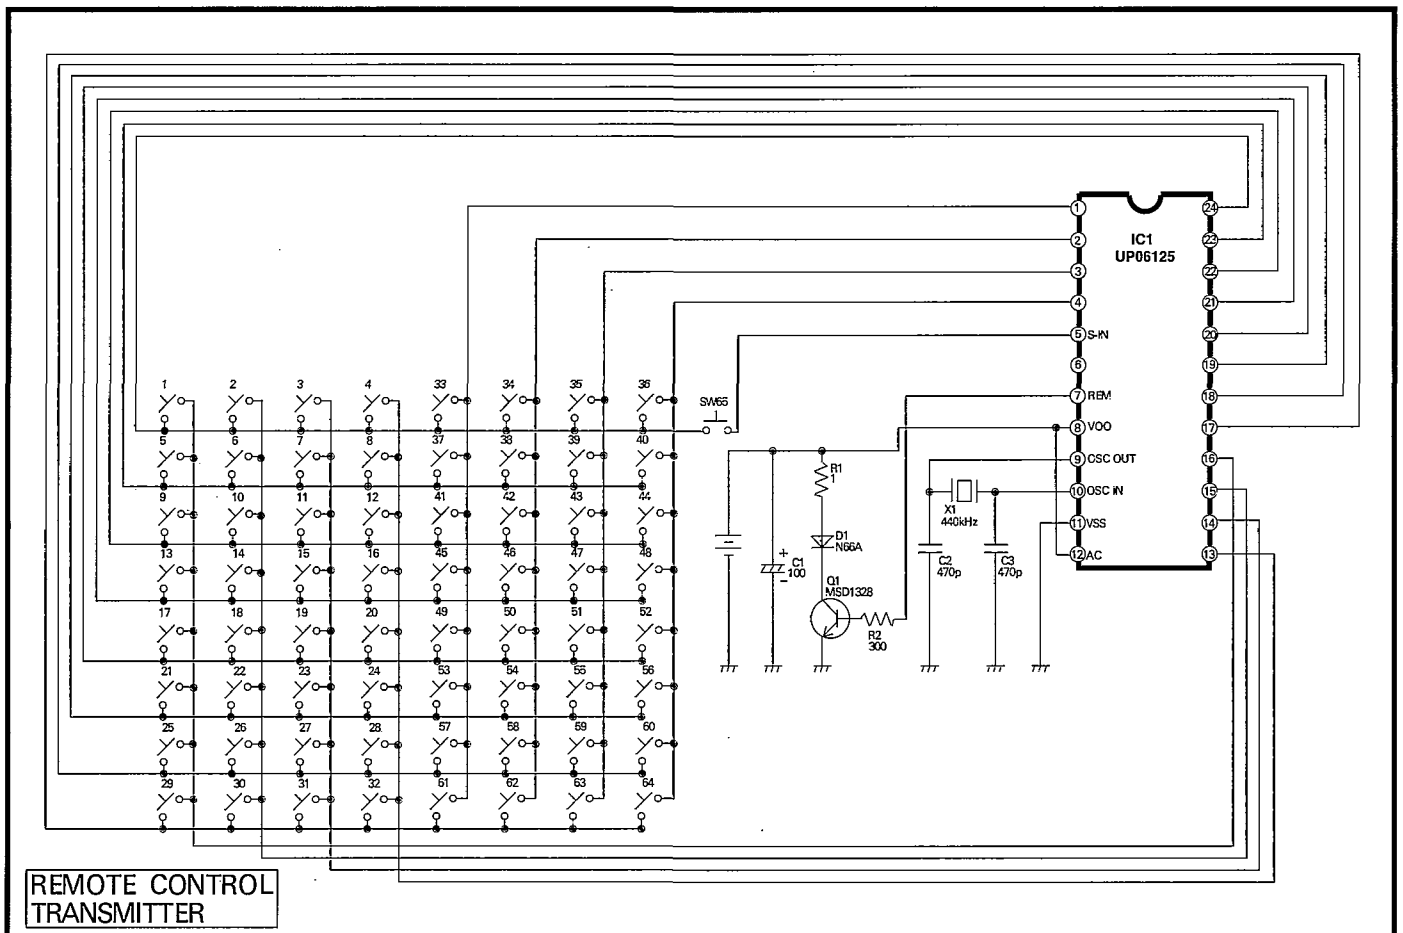 1 2 3 4 33 34 35 36
5 6 7 8 37 38 39 40
9 10 11 12 41 42 43 44
13 14 15 16 45 46 47 48
17 18 19 20 49 50 51 52
21 22 23 24 53 54 55 56
25 26 27 28 57 58 59 60
29 30 31 32 61 62 63 64
SW65
IC1
UP06125
1 24
2 23
3 22
4 21
5 S-IN 20
6 19
7 REM 18
8 VOO 17
9 OSC OUT 16
10 OSC IN 15
11 VSS 14
12 AC 13
R1
1
D1
N66A
+
C1
100
Q1
MSD1328
R2
300
X1
440kHz
C2
470p
C3
470p
REMOTE CONTROL
TRANSMITTER